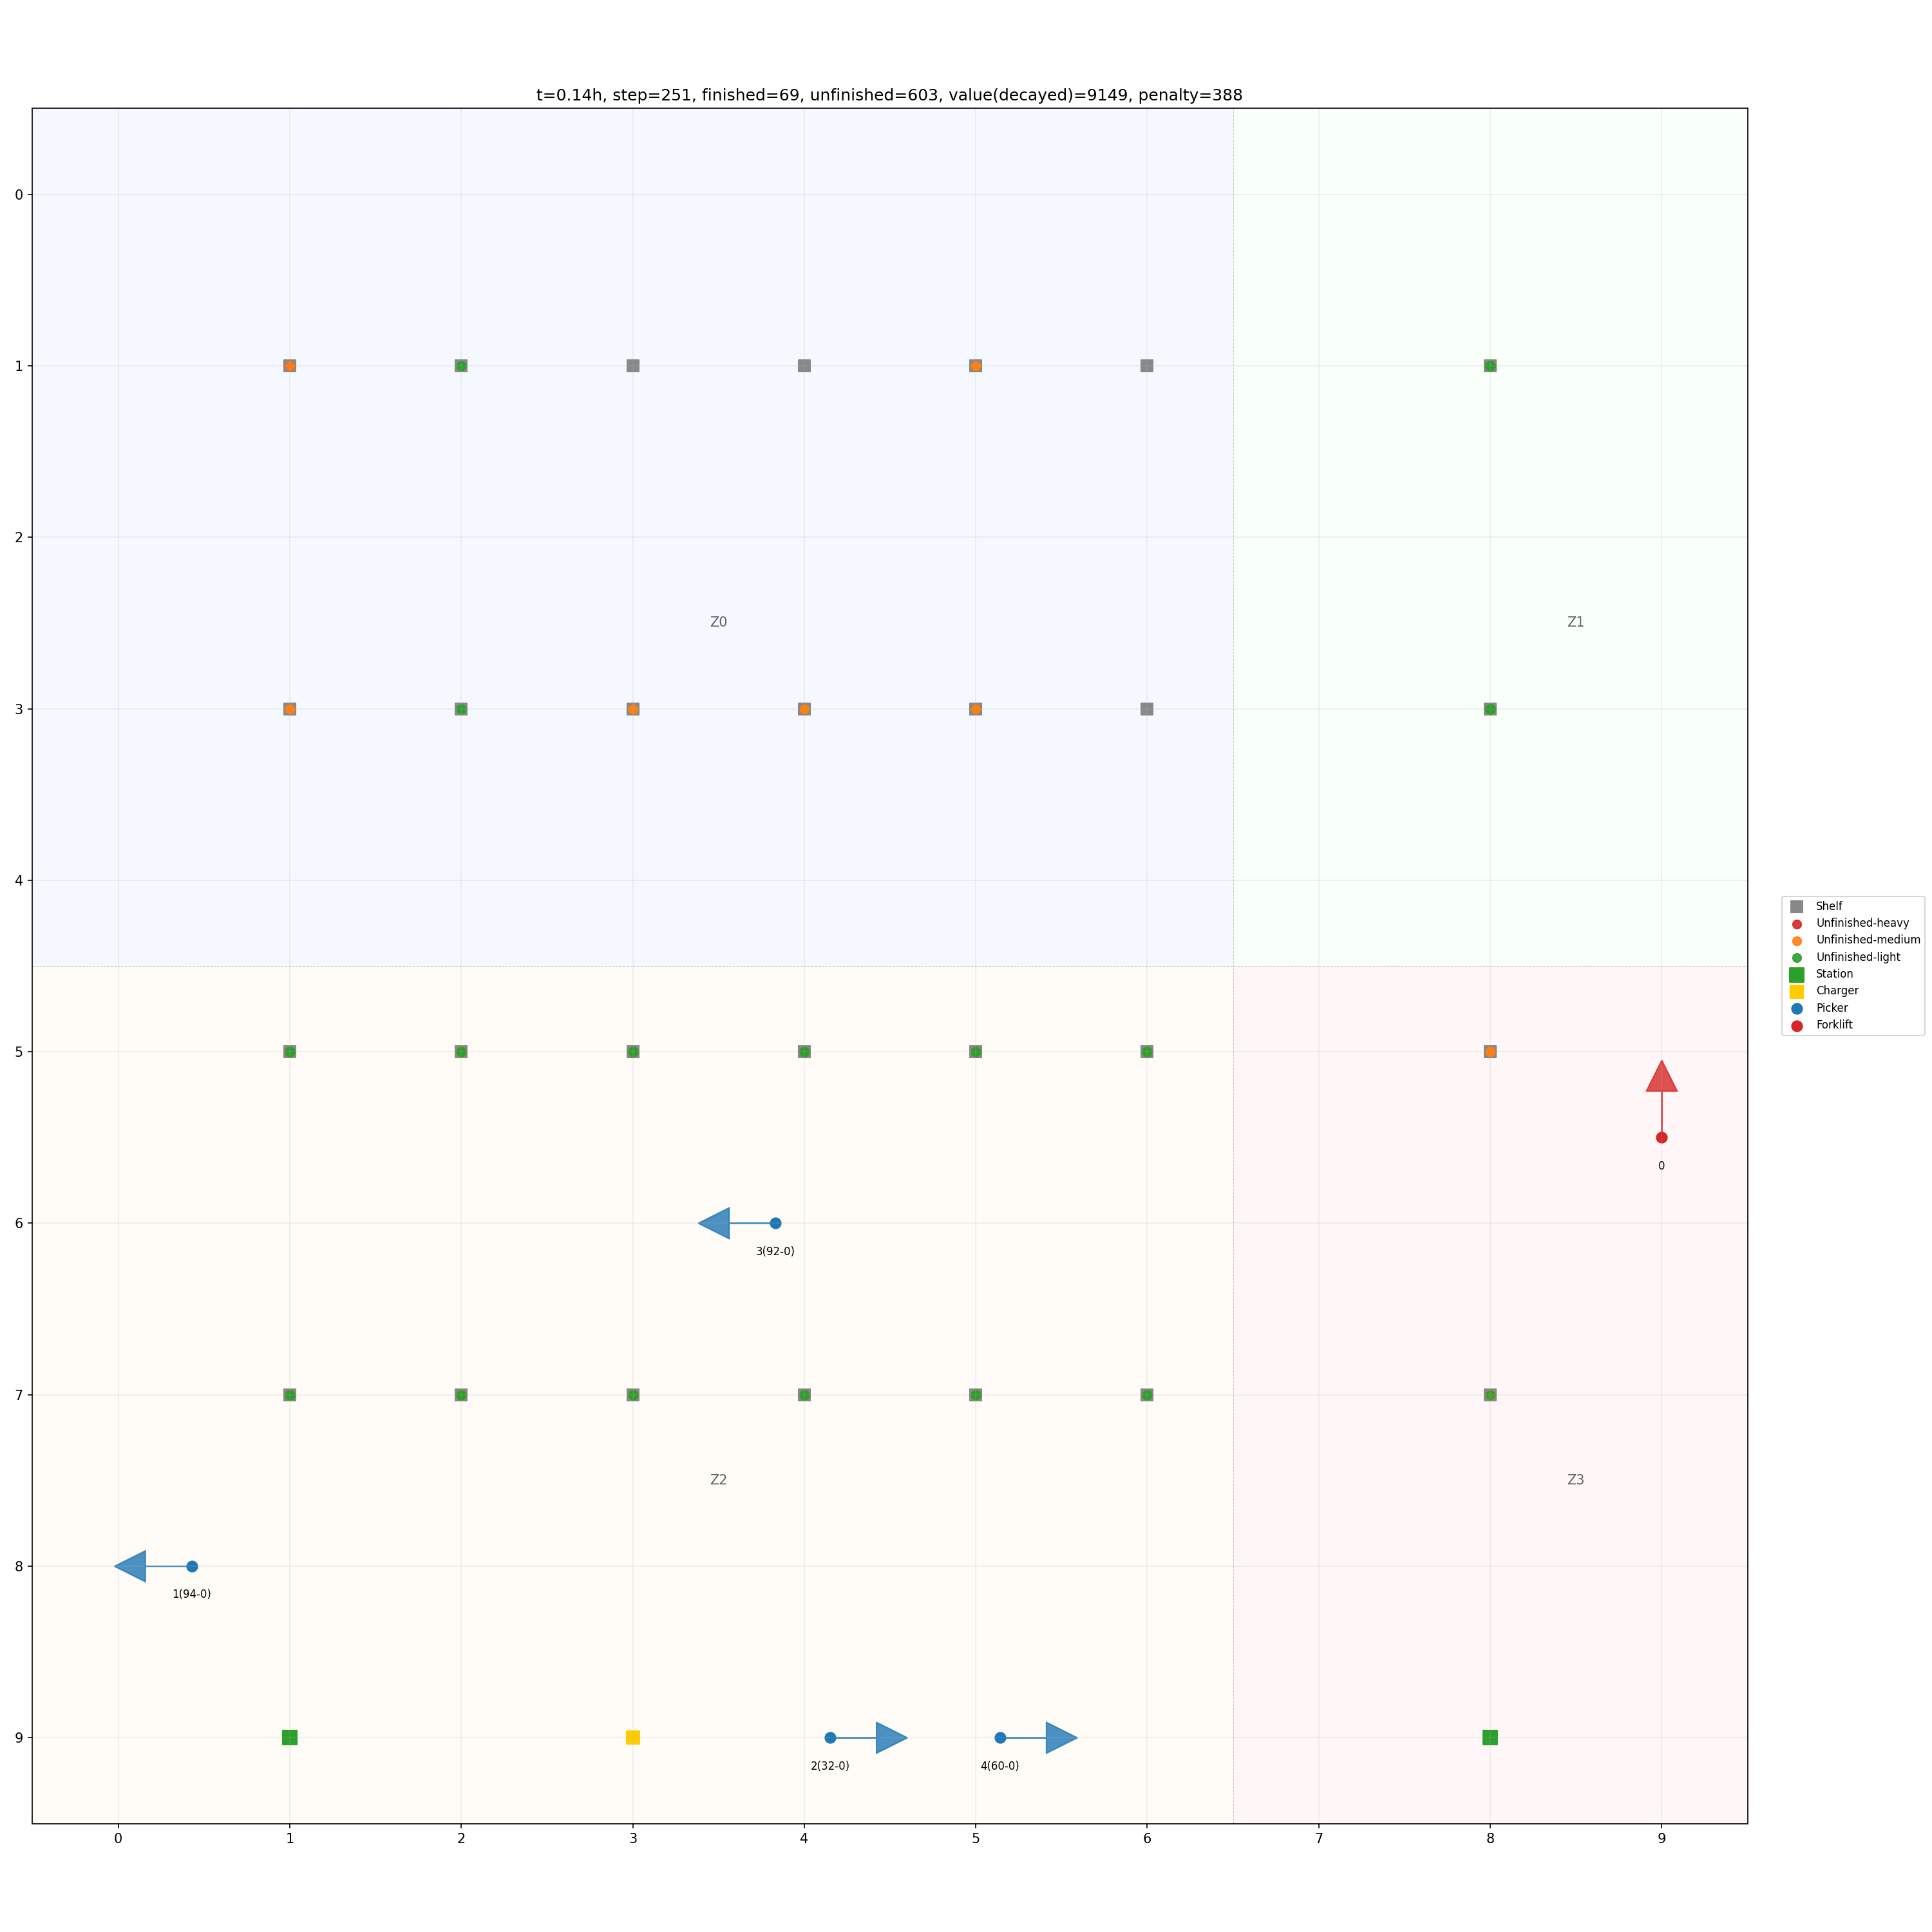 t=0.14h, step=251, finished=69, unfinished=603, value(decayed)=9149, penalty=388
0
1
2
Z0
Z1
3
4
Shelf
Unfinished-heavy
Unfinished-medium
Unfinished-light
Station
Charger
Picker
Forklift
5
0
6
3(92-0)
7
Z2
Z3
8
1(94-0)
9
2(32-0)
4(60-0)
0 1 2 3 4 5 6 7 8 9